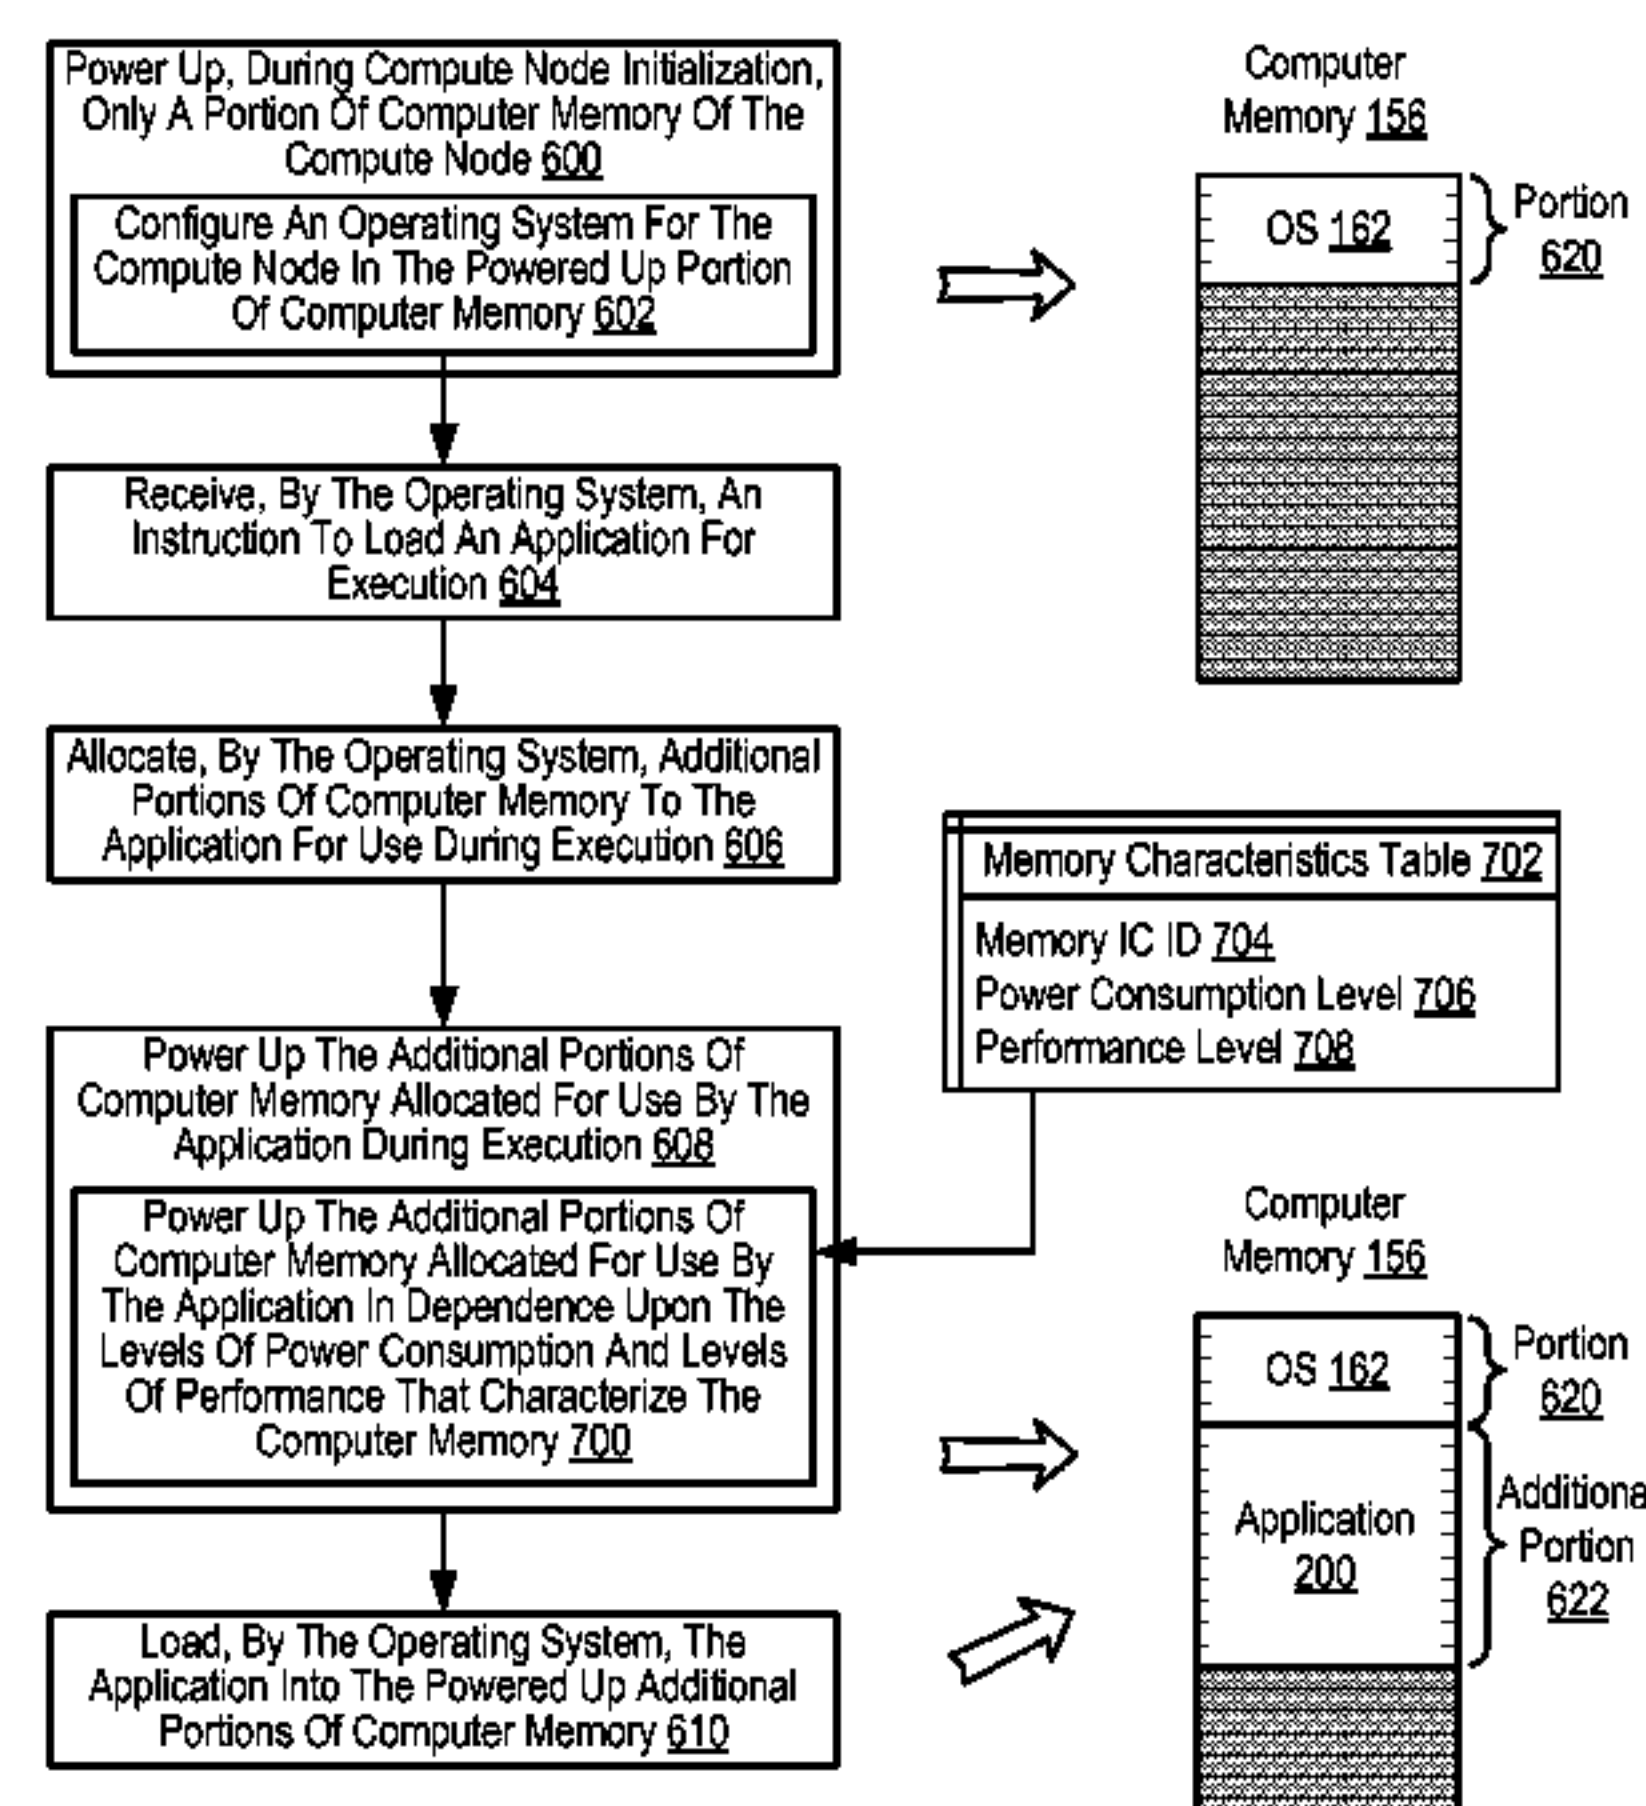 Power Up, During Compute Node Initialization,
Only A Portion Of Computer Memory Of The
Compute Node 600
Configure An Operating System For The
Compute Node In The Powered Up Portion
Of Computer Memory 602
Receive, By The Operating System, An
Instruction To Load An Application For
Execution 604
Allocate, By The Operating System, Additional
Portions Of Computer Memory To The
Application For Use During Execution 606
Power Up The Additional Portions Of
Computer Memory Allocated For Use By The
Application During Execution 608
Power Up The Additional Portions Of
Computer Memory Allocated For Use By
The Application In Dependence Upon The
Levels Of Power Consumption And Levels
Of Performance That Characterize The
Computer Memory 700
Load, By The Operating System, The
Application Into The Powered Up Additional
Portions Of Computer Memory 610
Computer
Memory 156
OS 162
Portion
620
Memory Characteristics Table 702
Memory IC ID 704
Power Consumption Level 706
Performance Level 708
Computer
Memory 156
OS 162
Portion
620
Application
200
Additiona
Portion
622